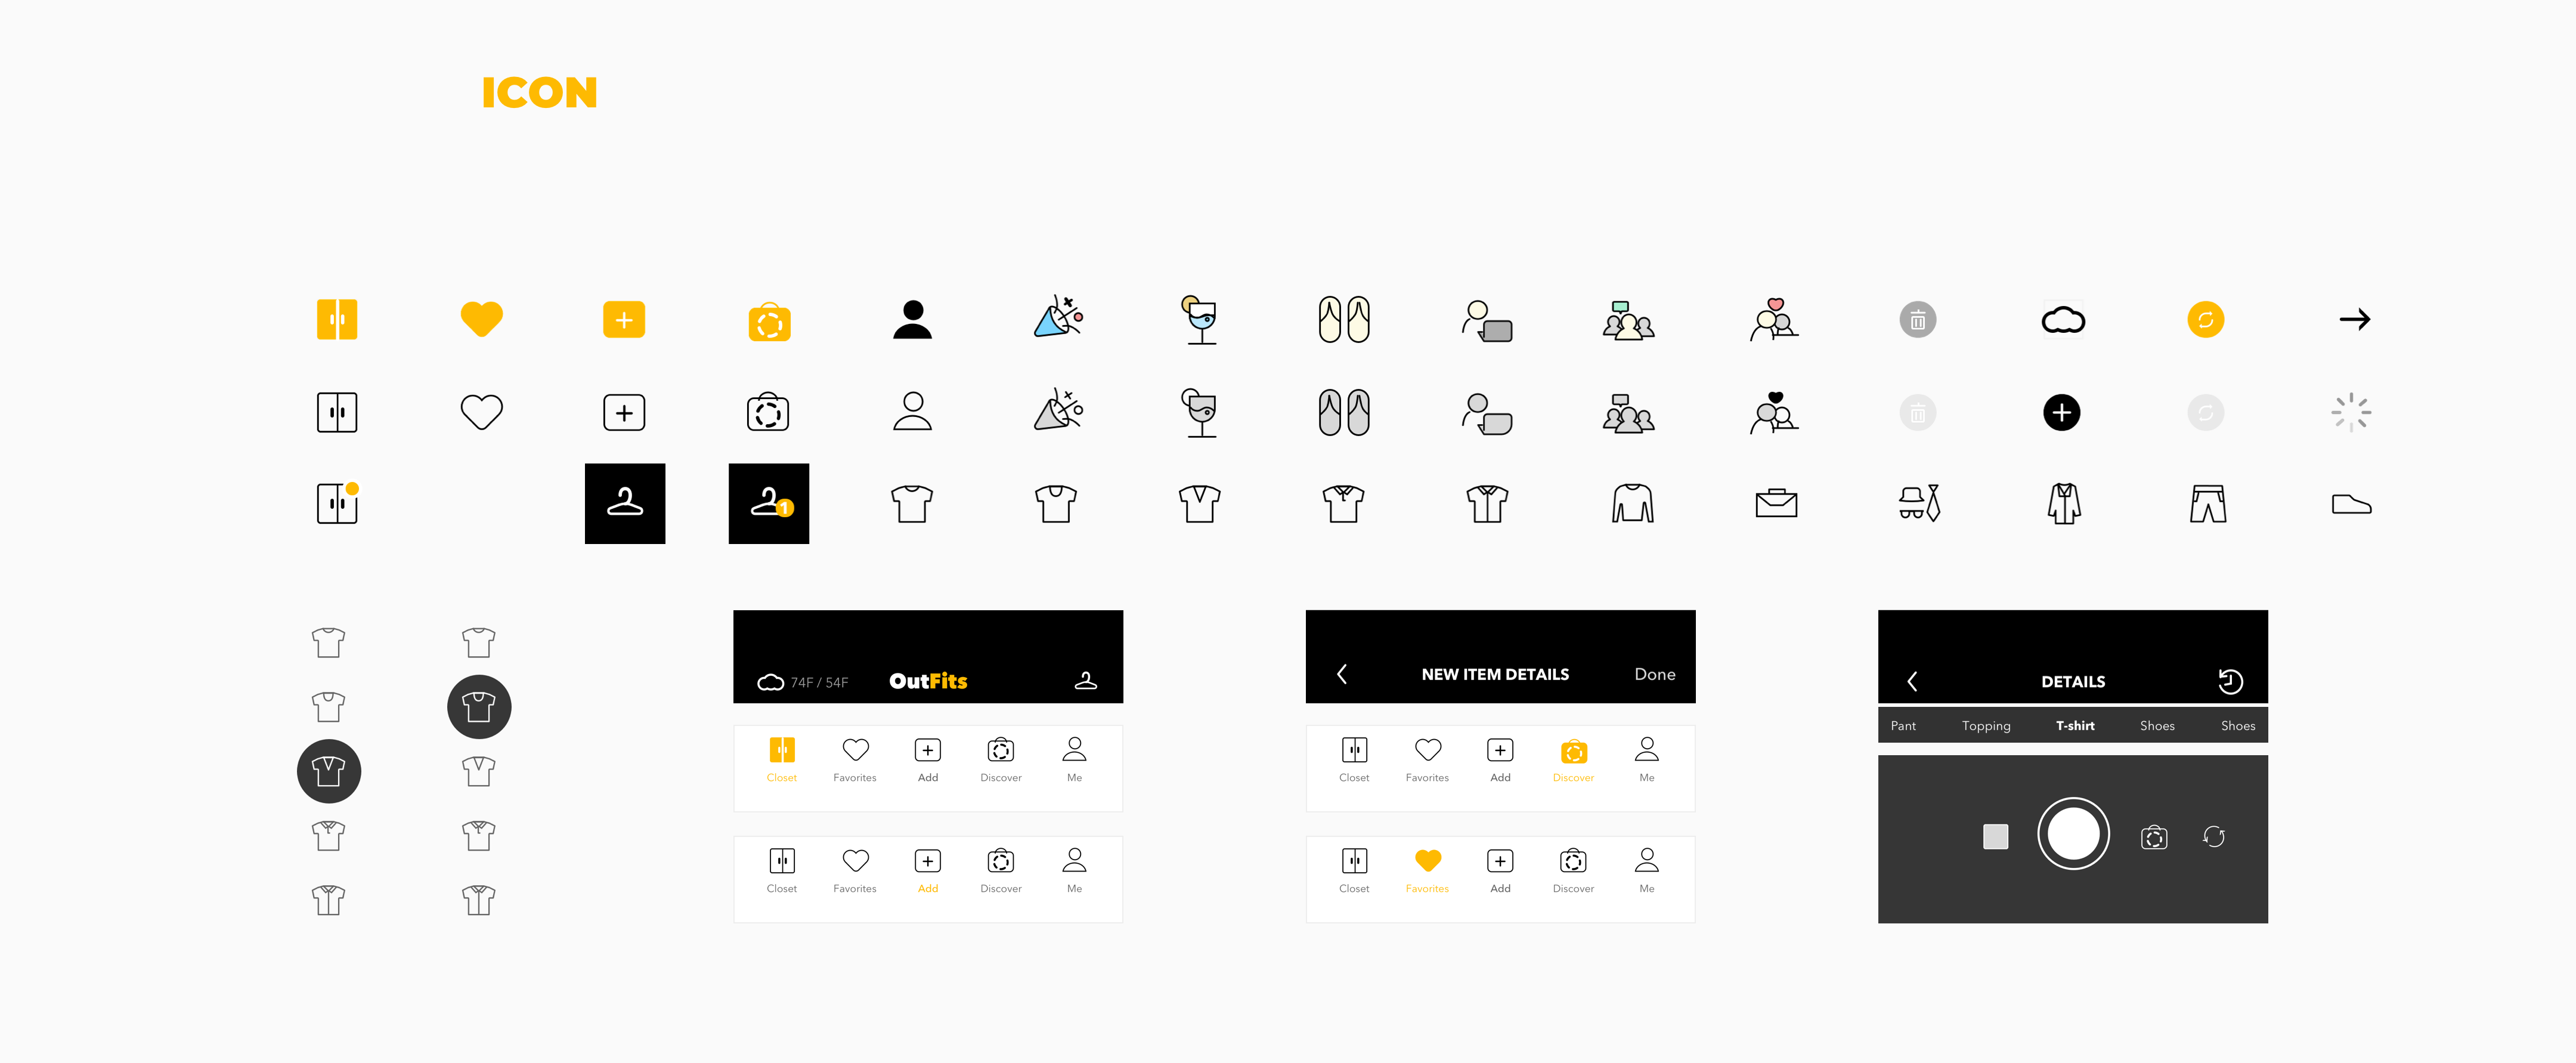 ICON
1
74F / 54F OutFits
Closet Favorites Add Discover Me
Closet Favorites Add Discover Me
NEW ITEM DETAILS Done
Closet Favorites Add Discover Me
Closet Favorites Add Discover Me
DETAILS
Pant Topping T-shirt Shoes Shoes